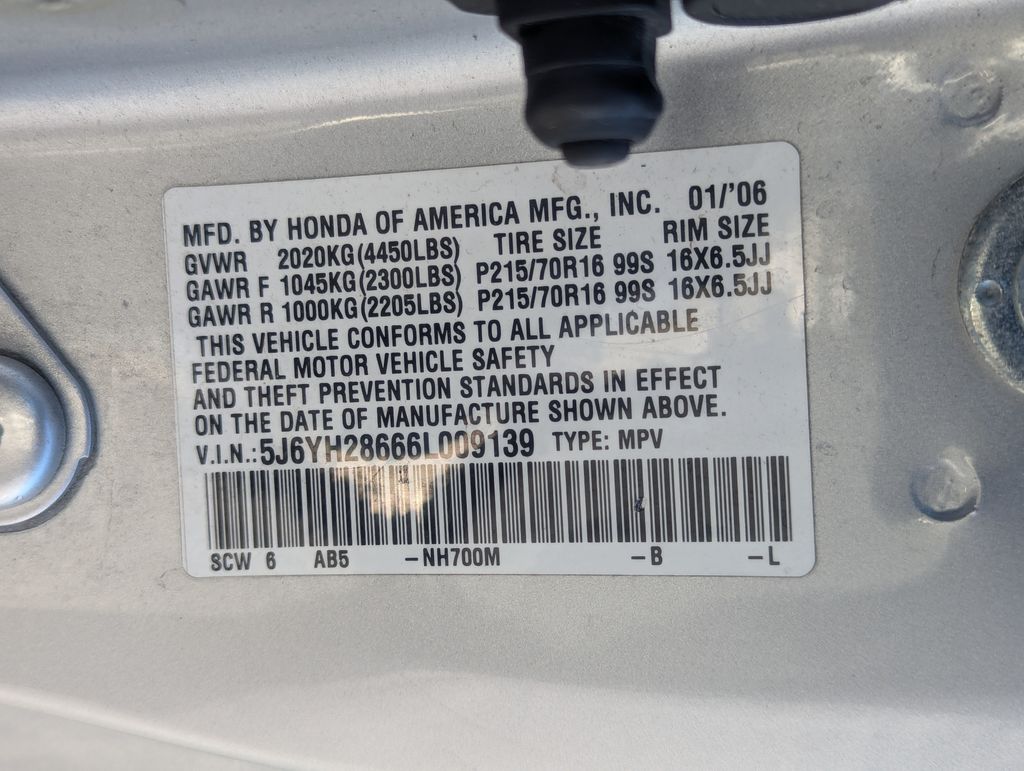 MFD. BY HONDA OF AMERICA MFG., INC. 01/'06
GVWR 2020KG(4450LBS) TIRE SIZE RIM SIZE
GAWR F 1045KG(2300LBS) P215/70R16 99S 16X6.5JJ
GAWR R 1000KG(2205LBS) P215/70R16 99S 16X6.5JJ
THIS VEHICLE CONFORMS TO ALL APPLICABLE
FEDERAL MOTOR VEHICLE SAFETY
AND THEFT PREVENTION STANDARDS IN EFFECT
ON THE DATE OF MANUFACTURE SHOWN ABOVE.
V.I.N.:5J6YH28666L009139 TYPE: MPV
SCW 6 AB5 –NH700M –B –L